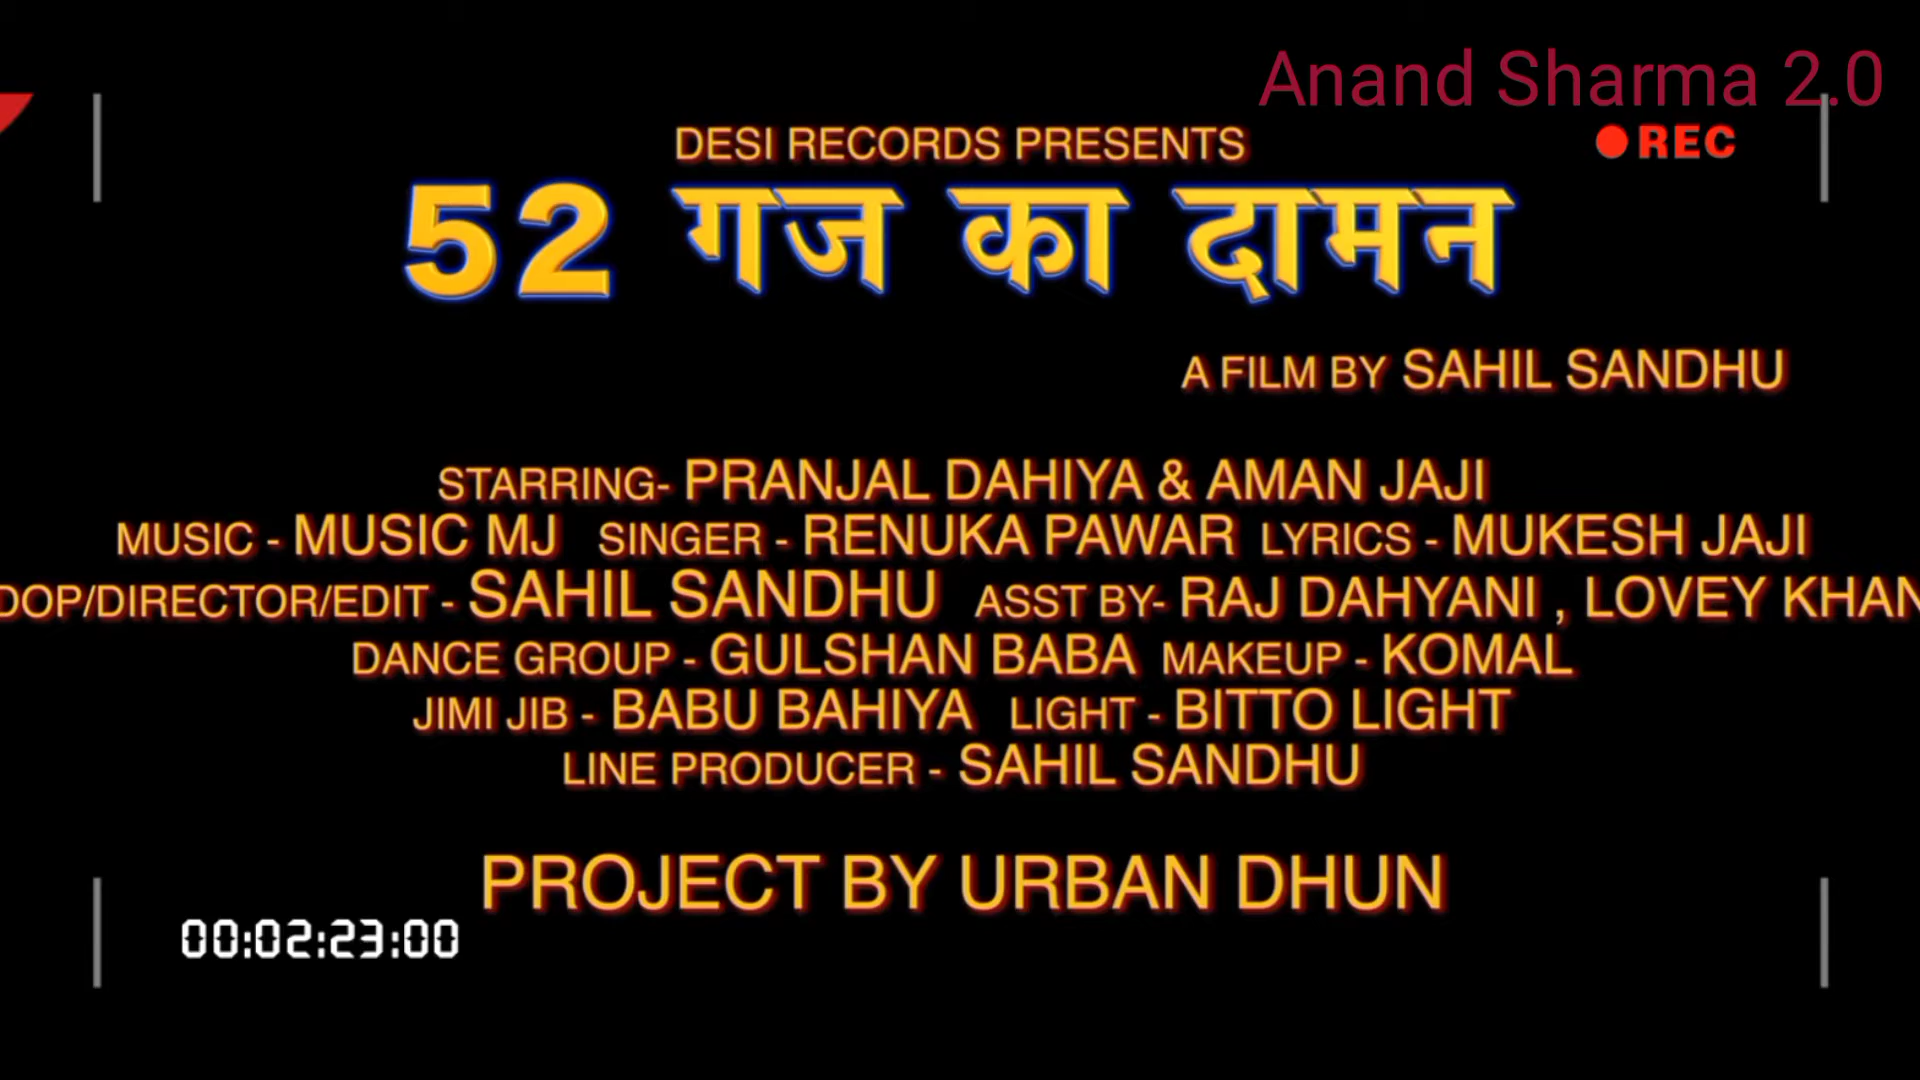 Anand Sharma 2.0
DESI RECORDS PRESENTS
REC
52 गज का दामन
A FILM BY SAHIL SANDHU
STARRING- PRANJAL DAHIYA & AMAN JAJI
MUSIC - MUSIC MJ SINGER - RENUKA PAWAR LYRICS - MUKESH JAJI
DOP/DIRECTOR/EDIT - SAHIL SANDHU ASST BY- RAJ DAHYANI , LOVEY KHAN
DANCE GROUP - GULSHAN BABA MAKEUP - KOMAL
JIMI JIB - BABU BAHIYA LIGHT - BITTO LIGHT
LINE PRODUCER - SAHIL SANDHU
PROJECT BY URBAN DHUN
00:02:23:00